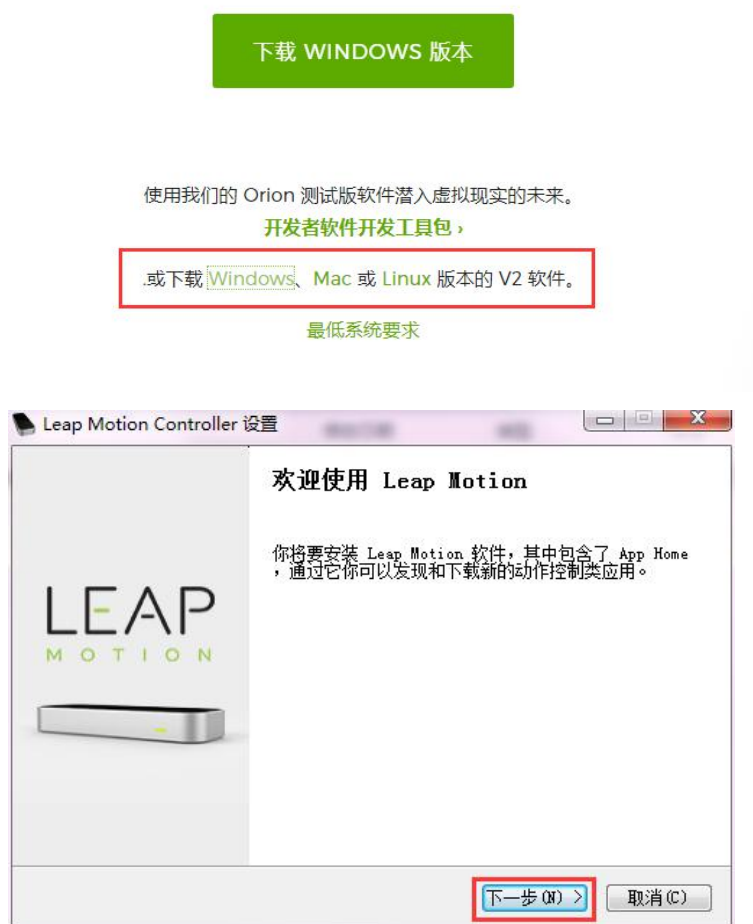 下载 WINDOWS 版本
使用我们的 Orion 测试版软件潜入虚拟现实的未来。
开发者软件开发工具包 ›
.或下载 Windows、Mac 或 Linux 版本的 V2 软件。
最低系统要求
Leap Motion Controller 设置
欢迎使用 Leap Motion
你将要安装 Leap Motion 软件，其中包含了 App Home
，通过它你可以发现和下载新的动作控制类应用。
LEAP
MOTION
下一步(N) >
取消(C)